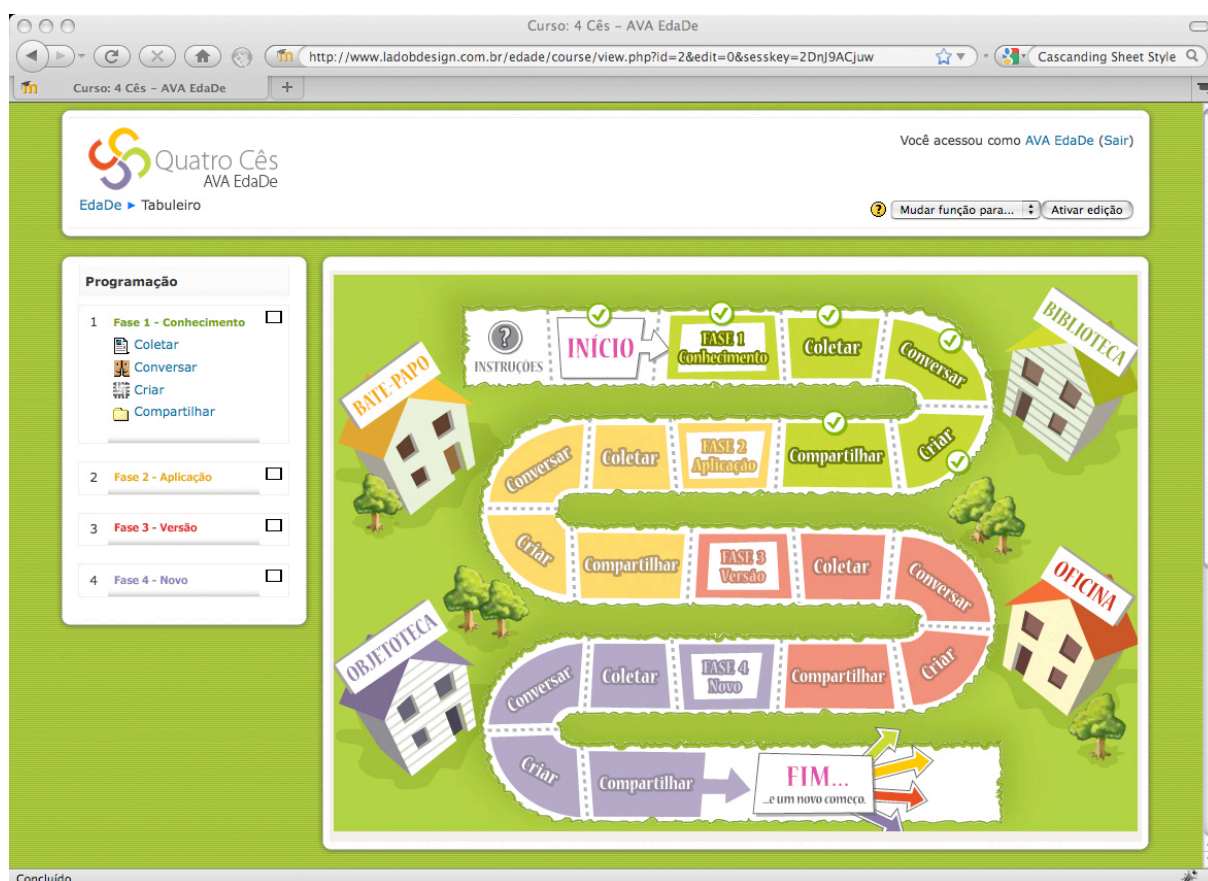 Curso: 4 Cês – AVA EdaDe
http://www.ladobdesign.com.br/edade/course/view.php?id=2&edit=0&sesskey=2DnJ9ACjuw
Cascanding Sheet Style
Curso: 4 Cês – AVA EdaDe
Quatro Cês
AVA EdaDe
Você acessou como AVA EdaDe (Sair)
EdaDe ► Tabuleiro
Mudar função para...
Ativar edição
Programação
1 Fase 1 - Conhecimento
Coletar
Conversar
Criar
Compartilhar
2 Fase 2 - Aplicação
3 Fase 3 - Versão
4 Fase 4 - Novo
BATE-PAPO
BIBLIOTECA
OBJETOTECA
OFICINA
?
INSTRUÇÕES
INÍCIO
FASE 1
Conhecimento
Coletar
Conversar
Criar
Compartilhar
FASE 2
Aplicação
Coletar
Conversar
Criar
Compartilhar
FASE 3
Versão
Coletar
Conversar
Criar
Compartilhar
FASE 4
Novo
Coletar
Conversar
Criar
Compartilhar
FIM...
...e um novo começo.
Concluído